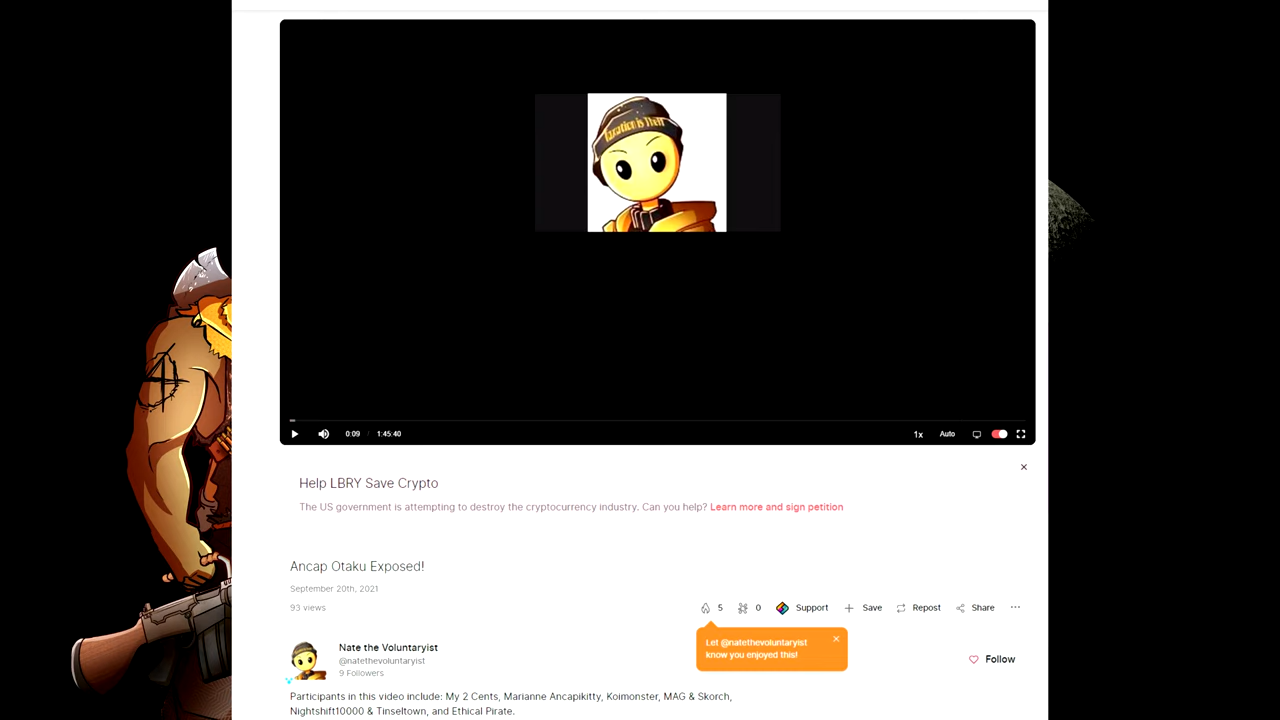 Taxation is Theft
0:09 / 1:45:40
1x
Auto
Help LBRY Save Crypto
The US government is attempting to destroy the cryptocurrency industry. Can you help? Learn more and sign petition
Ancap Otaku Exposed!
September 20th, 2021
93 views
5
0
Support
Save
Repost
Share
Let @natethevoluntaryist
know you enjoyed this!
Nate the Voluntaryist
@natethevoluntaryist
9 Followers
Follow
Participants in this video include: My 2 Cents, Marianne Ancapikitty, Koimonster, MAG & Skorch,
Nightshift10000 & Tinseltown, and Ethical Pirate.